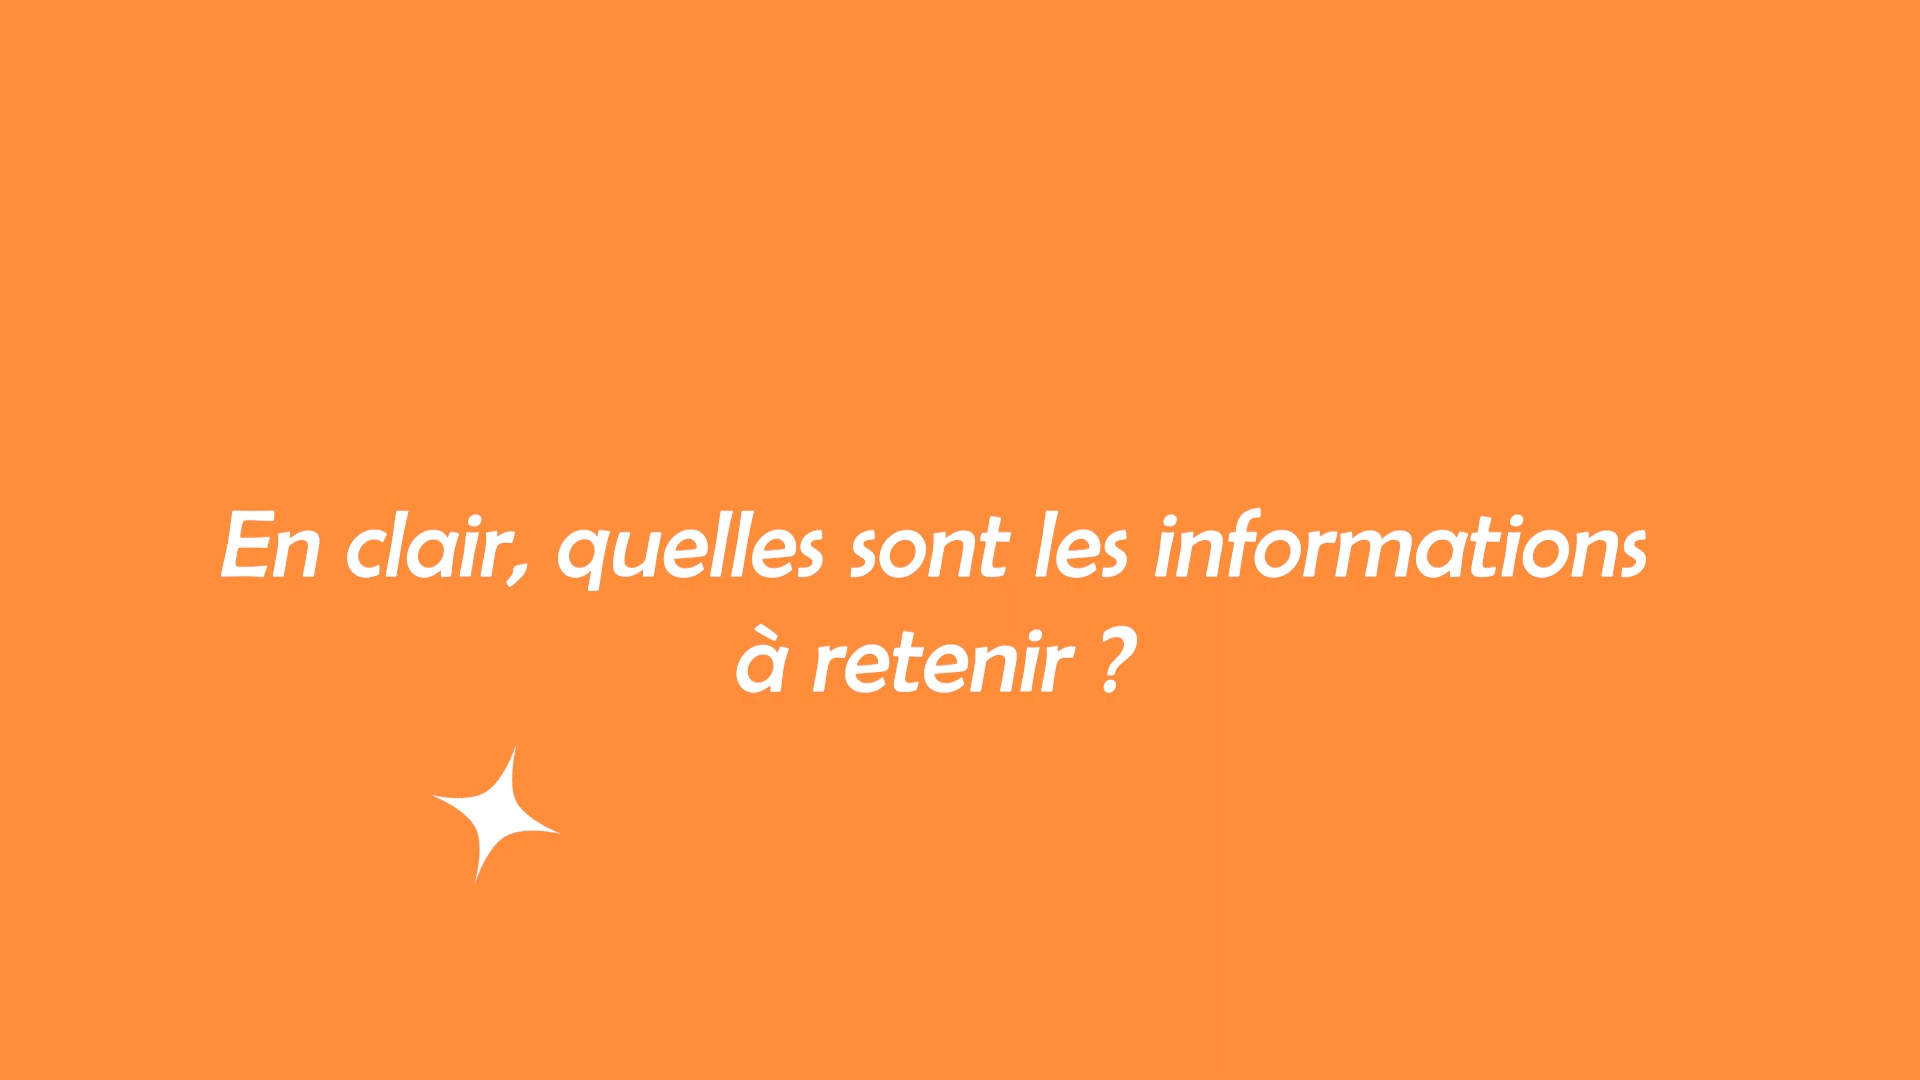 En clair, quelles sont les informations
à retenir ?